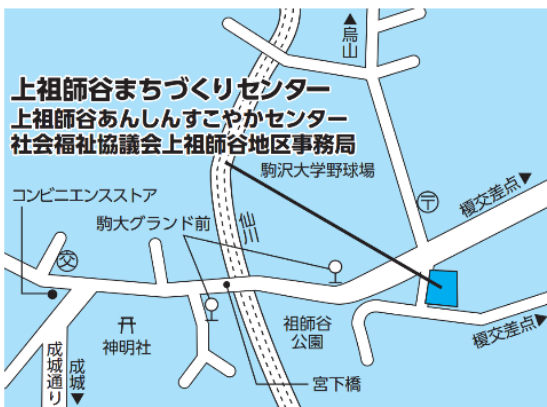 ▲烏山
上祖師谷まちづくりセンター
上祖師谷あんしんすこやかセンター
社会福祉協議会上祖師谷地区事務局
駒沢大学野球場
コンビニエンスストア
駒大グランド前
仙川
〒
榎交差点▶
交
祖師谷
公園
神明社
榎交差点▶
成城通り
成城▼
宮下橋